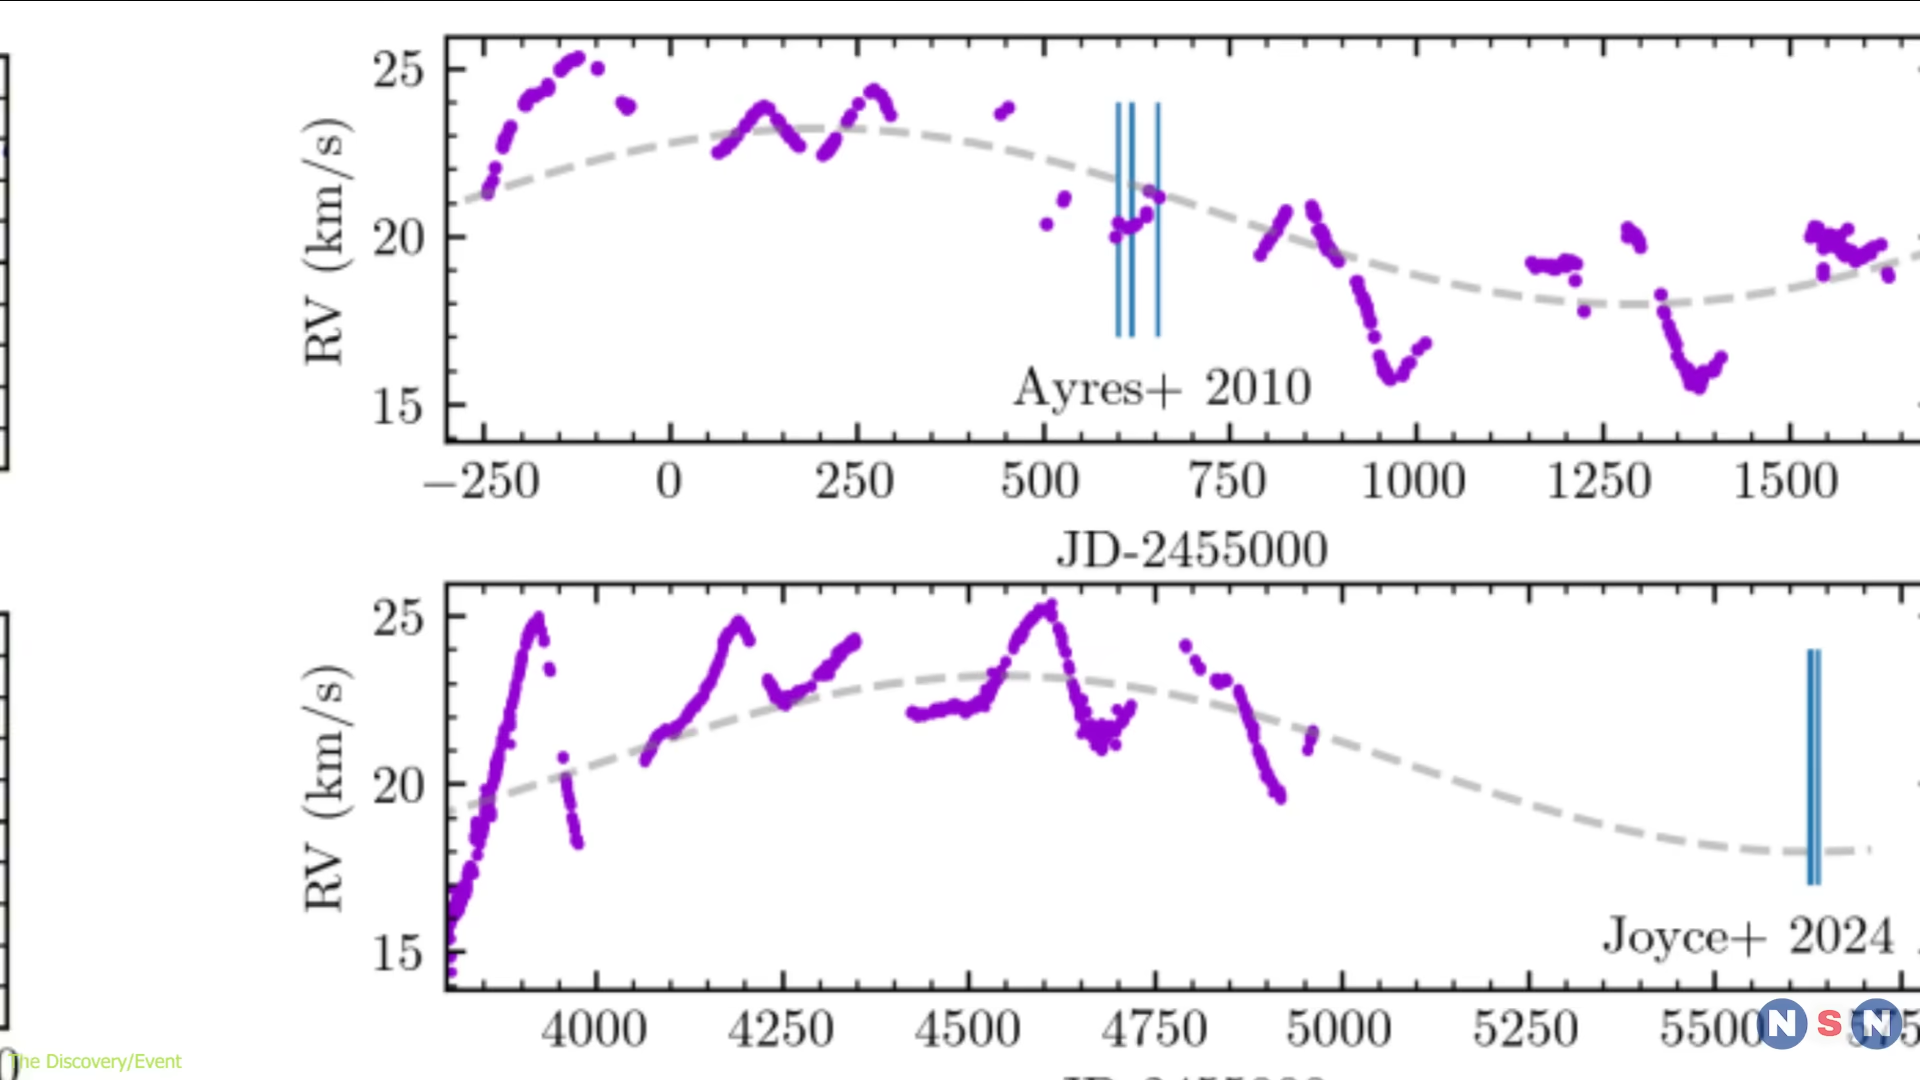 25
20
15
RV (km/s)
Ayres+ 2010
−250 0 250 500 750 1000 1250 1500
JD-2455000
25
20
15
RV (km/s)
Joyce+ 2024
4000 4250 4500 4750 5000 5250 5500
N S N
The Discovery/Event